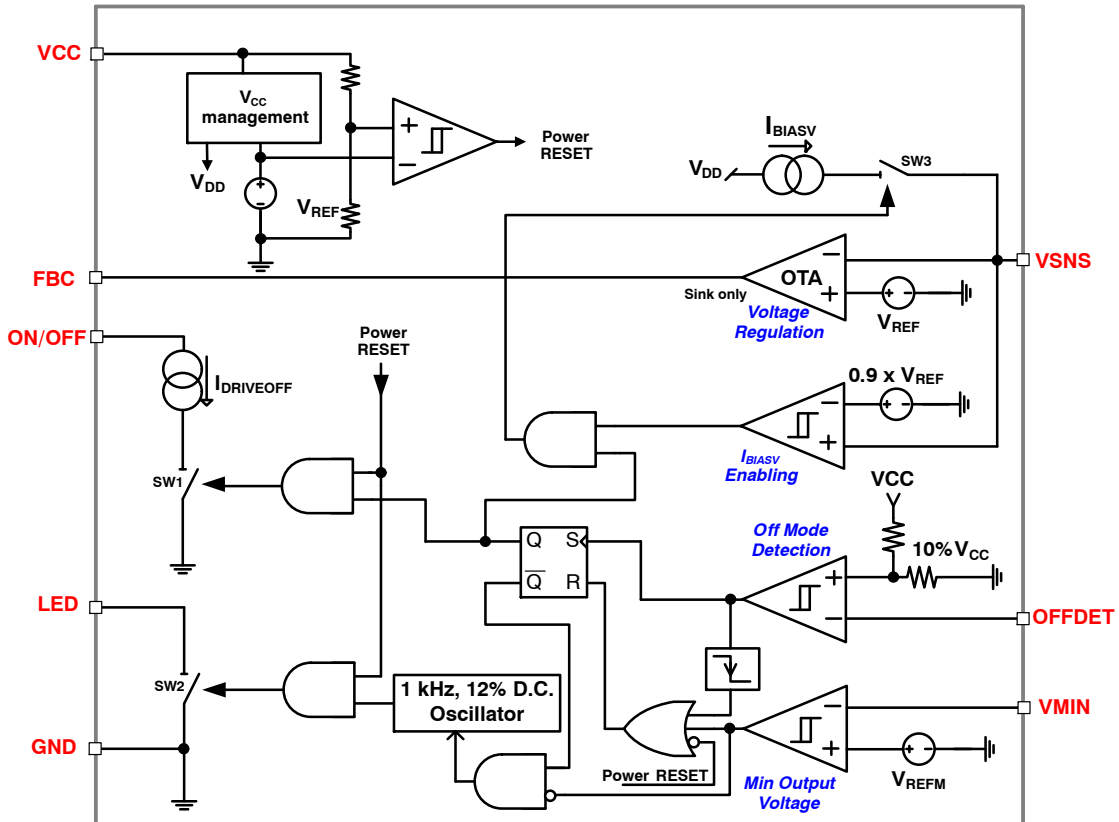 VCC
VCC
management
VDD
+
−
VREF
+
−
Power
RESET
IBIASV
VDD
SW3
FBC
OTA
−
+
Sink only
Voltage
Regulation
+ -
VREF
VSNS
ON/OFF
IDRIVEOFF
Power
RESET
0.9 x VREF
−
+
+ -
IBIASV
Enabling
SW1
VCC
10% VCC
Off Mode
Detection
+
−
Q S
Q R
OFFDET
LED
SW2
1 kHz, 12% D.C.
Oscillator
GND
Power RESET
−
+
Min Output
Voltage
+ -
VREFM
VMIN